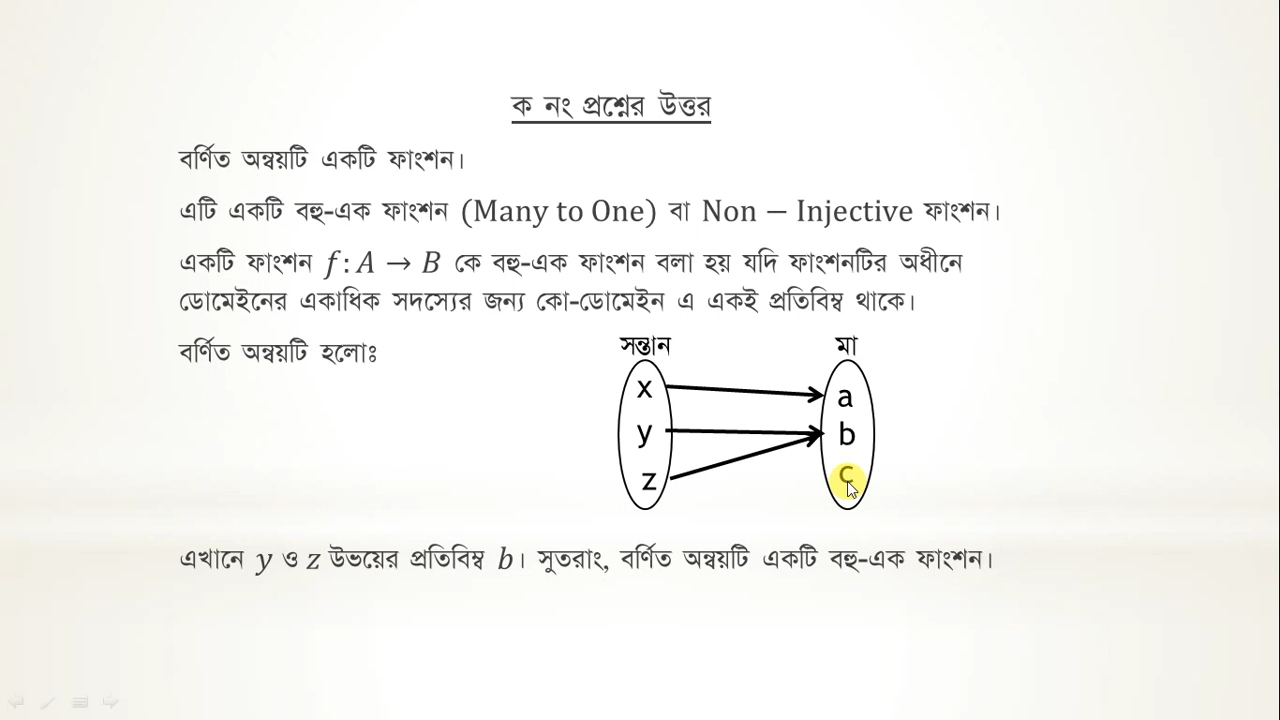 ক নং প্রশ্নের উত্তর
বর্ণিত অন্বয়টি একটি ফাংশন।
এটি একটি বহু-এক ফাংশন (Many to One) বা Non − Injective ফাংশন।
একটি ফাংশন f : A → B কে বহু-এক ফাংশন বলা হয় যদি ফাংশনটির অধীনে
ডোমেইনের একাধিক সদস্যের জন্য কো-ডোমেইন এ একই প্রতিবিম্ব থাকে।
বর্ণিত অন্বয়টি হলোঃ
সন্তান মা
x a
y b
z c
এখানে y ও z উভয়ের প্রতিবিম্ব b। সুতরাং, বর্ণিত অন্বয়টি একটি বহু-এক ফাংশন।